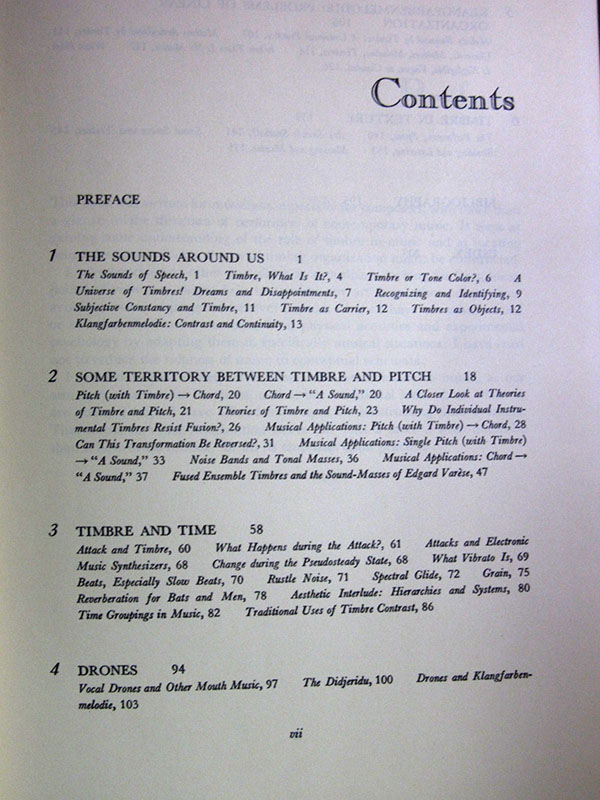 Contents
PREFACE
1 THE SOUNDS AROUND US 1
The Sounds of Speech, 1 Timbre, What Is It?, 4 Timbre or Tone Color?, 6 A
Universe of Timbres! Dreams and Disappointments, 7 Recognizing and Identifying, 9
Subjective Constancy and Timbre, 11 Timbre as Carrier, 12 Timbres as Objects, 12
Klangfarbenmelodie: Contrast and Continuity, 13
2 SOME TERRITORY BETWEEN TIMBRE AND PITCH 18
Pitch (with Timbre) → Chord, 20 Chord → "A Sound," 20 A Closer Look at Theories
of Timbre and Pitch, 21 Theories of Timbre and Pitch, 23 Why Do Individual Instru-
mental Timbres Resist Fusion?, 26 Musical Applications: Pitch (with Timbre) → Chord, 28
Can This Transformation Be Reversed?, 31 Musical Applications: Single Pitch (with Timbre)
→ "A Sound," 33 Noise Bands and Tonal Masses, 36 Musical Applications: Chord →
"A Sound," 37 Fused Ensemble Timbres and the Sound-Masses of Edgard Varèse, 47
3 TIMBRE AND TIME 58
Attack and Timbre, 60 What Happens during the Attack?, 61 Attacks and Electronic
Music Synthesizers, 68 Change during the Pseudosteady State, 68 What Vibrato Is, 69
Beats, Especially Slow Beats, 70 Rustle Noise, 71 Spectral Glide, 72 Grain, 75
Reverberation for Bats and Men, 78 Aesthetic Interlude: Hierarchies and Systems, 80
Time Groupings in Music, 82 Traditional Uses of Timbre Contrast, 86
4 DRONES 94
Vocal Drones and Other Mouth Music, 97 The Didjeridu, 100 Drones and Klangfarben-
melodie, 103
vii